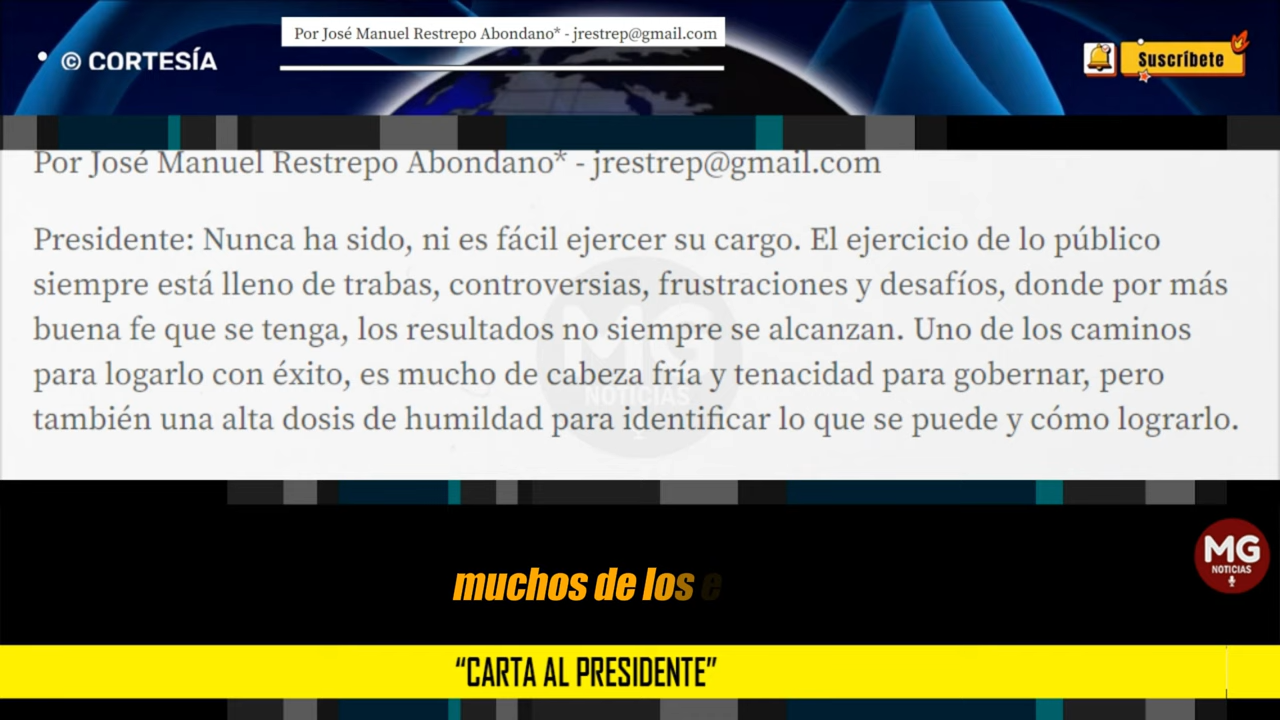 Por José Manuel Restrepo Abondano* - jrestrep@gmail.com
© CORTESÍA
Suscríbete
Por José Manuel Restrepo Abondano* - jrestrep@gmail.com
Presidente: Nunca ha sido, ni es fácil ejercer su cargo. El ejercicio de lo público
siempre está lleno de trabas, controversias, frustraciones y desafíos, donde por más
buena fe que se tenga, los resultados no siempre se alcanzan. Uno de los caminos
para logarlo con éxito, es mucho de cabeza fría y tenacidad para gobernar, pero
también una alta dosis de humildad para identificar lo que se puede y cómo lograrlo.
MG
NOTICIAS
MG
NOTICIAS
muchos de los e
“CARTA AL PRESIDENTE”